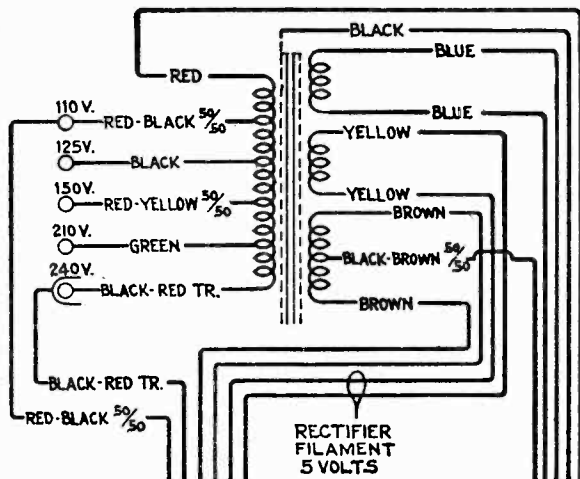 BLACK
BLUE
RED
110 V.
RED-BLACK 50/50
BLUE
YELLOW
125V.
BLACK
150V.
RED-YELLOW 50/50
YELLOW
BROWN
210 V.
GREEN
BLACK-BROWN 50/50
240V.
BLACK-RED TR.
BROWN
BLACK-RED TR.
RED-BLACK 50/50
RECTIFIER
FILAMENT
5 VOLTS